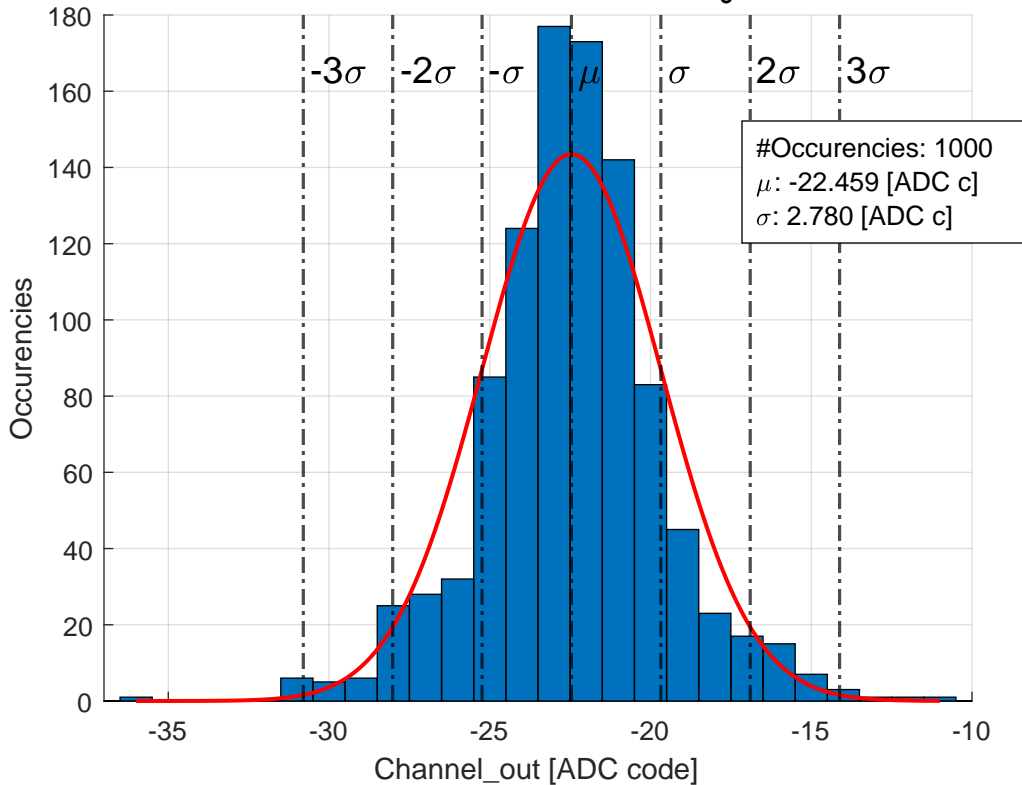 180
160
140
120
100
80
60
40
20
0
Occurencies
-3σ -2σ -σ μ σ 2σ 3σ
#Occurencies: 1000
μ: -22.459 [ADC c]
σ: 2.780 [ADC c]
-35 -30 -25 -20 -15 -10
Channel_out [ADC code]